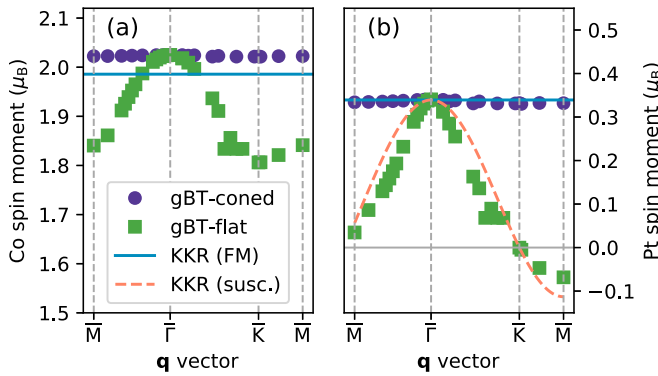 (a)
(b)
Co spin moment (μB)
2.1
2.0
1.9
1.8
1.7
1.6
1.5
gBT-coned
gBT-flat
KKR (FM)
KKR (susc.)
M̅ Γ̅ K̅ M̅
q vector
M̅ Γ̅ K̅ M̅
q vector
0.5
0.4
0.3
0.2
0.1
0.0
−0.1
Pt spin moment (μB)